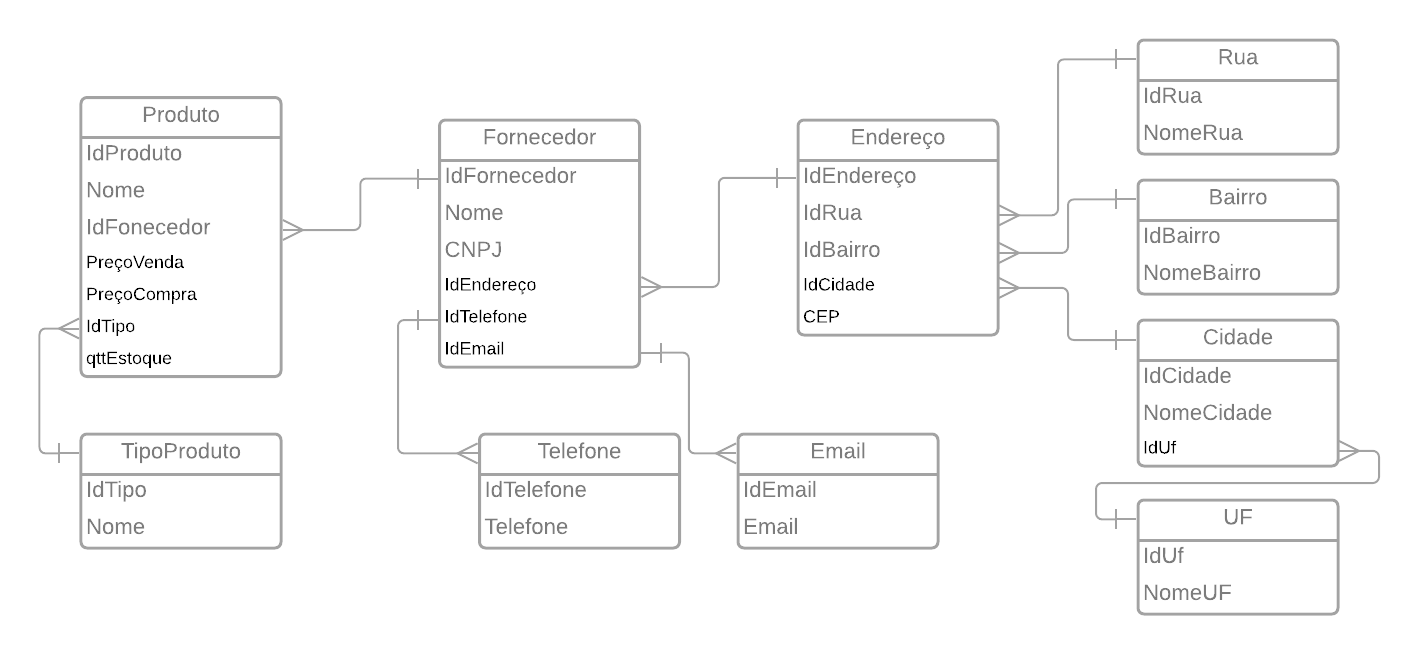 Produto
IdProduto
Nome
IdFonecedor
PreçoVenda
PreçoCompra
IdTipo
qttEstoque
TipoProduto
IdTipo
Nome
Fornecedor
IdFornecedor
Nome
CNPJ
IdEndereço
IdTelefone
IdEmail
Telefone
IdTelefone
Telefone
Email
IdEmail
Email
Endereço
IdEndereço
IdRua
IdBairro
IdCidade
CEP
Rua
IdRua
NomeRua
Bairro
IdBairro
NomeBairro
Cidade
IdCidade
NomeCidade
IdUf
UF
IdUf
NomeUF